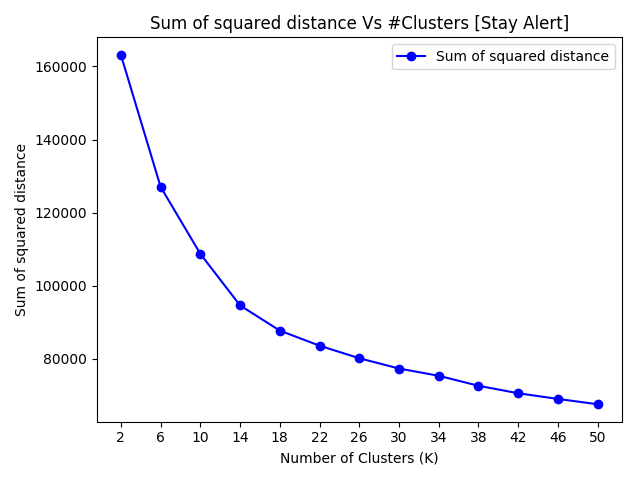 Sum of squared distance Vs #Clusters [Stay Alert]
Sum of squared distance
160000
140000
120000
100000
80000
Sum of squared distance
2 6 10 14 18 22 26 30 34 38 42 46 50
Number of Clusters (K)